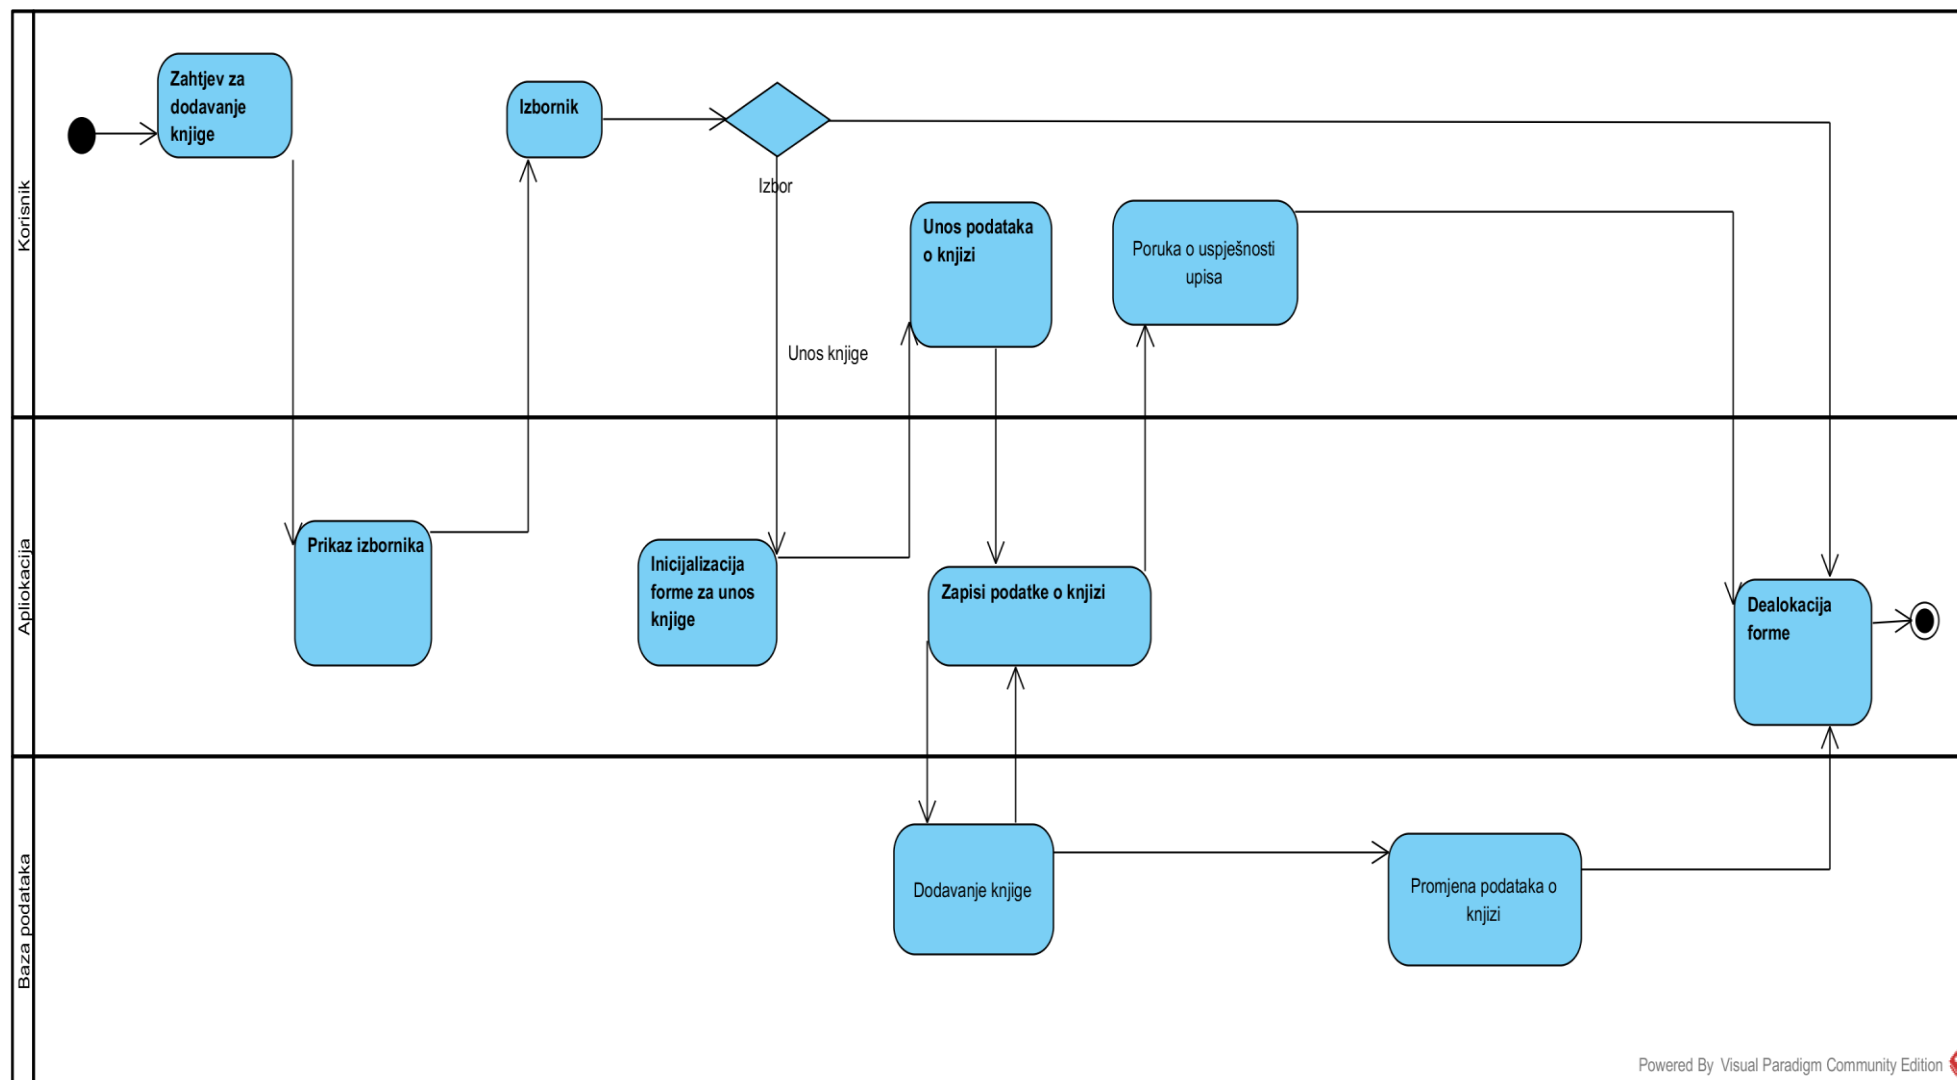 Korisnik
Zahtjev za
dodavanje
knjige
Izbornik
Izbor
Unos podataka
o knjizi
Poruka o uspješnosti
upisa
Unos knjige
Apliokacija
Prikaz izbornika
Inicijalizacija
forme za unos
knjige
Zapisi podatke o knjizi
Dealokacija
forme
Baza podataka
Dodavanje knjige
Promjena podataka o
knjizi
Powered By Visual Paradigm Community Edition